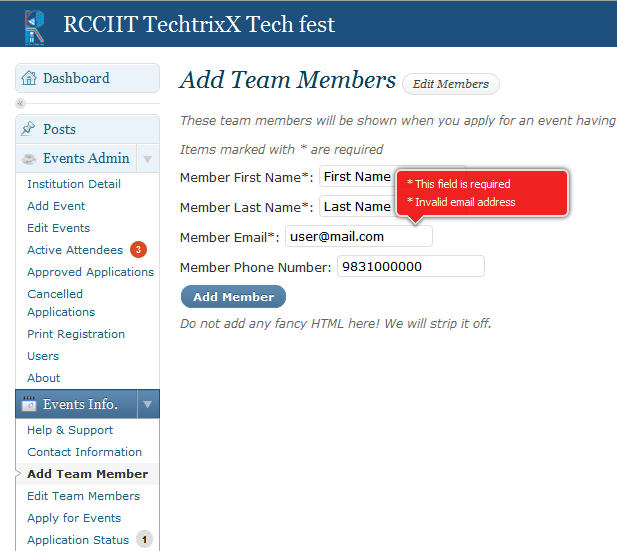 RCCIIT TechtrixX Tech fest
Dashboard
Posts
Events Admin
Institution Detail
Add Event
Edit Events
Active Attendees 3
Approved Applications
Cancelled
Applications
Print Registration
Users
About
Events Info.
Help & Support
Contact Information
Add Team Member
Edit Team Members
Apply for Events
Application Status 1
Add Team Members Edit Members
These team members will be shown when you apply for an event having
Items marked with * are required
Member First Name*: First Name
* This field is required
* Invalid email address
Member Last Name*: Last Name
Member Email*: user@mail.com
Member Phone Number: 9831000000
Add Member
Do not add any fancy HTML here! We will strip it off.